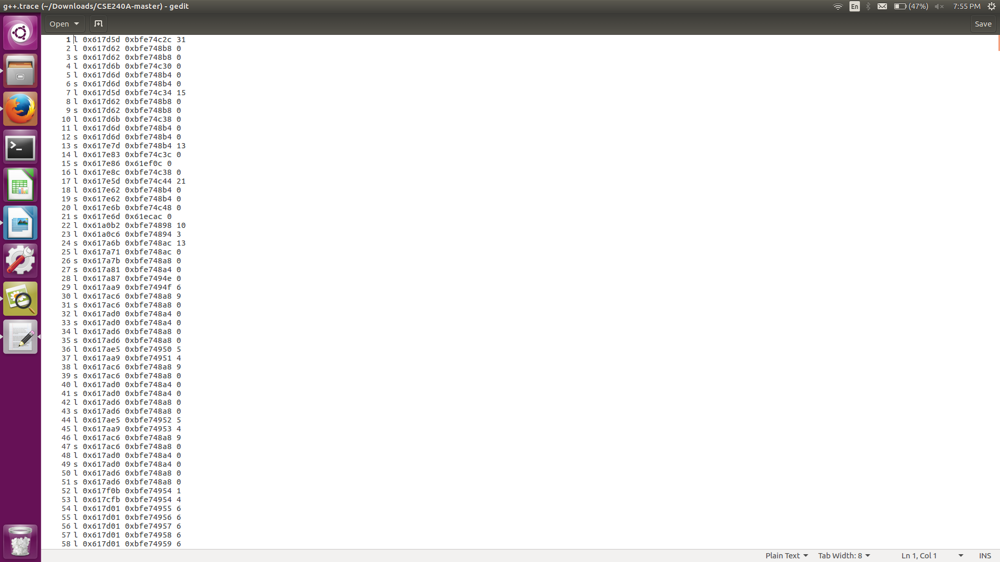 g++.trace (~/Downloads/CSE240A-master) - gedit
En (47%) 7:55 PM
Open Save
1 l 0x617d5d 0xbfe74c2c 31
2 l 0x617d62 0xbfe748b8 0
3 s 0x617d62 0xbfe748b8 0
4 l 0x617d6b 0xbfe74c30 0
5 l 0x617d6d 0xbfe748b4 0
6 s 0x617d6d 0xbfe748b4 0
7 l 0x617d5d 0xbfe74c34 15
8 l 0x617d62 0xbfe748b8 0
9 s 0x617d62 0xbfe748b8 0
10 l 0x617d6b 0xbfe74c38 0
11 l 0x617d6d 0xbfe748b4 0
12 s 0x617d6d 0xbfe748b4 0
13 s 0x617e7d 0xbfe748b4 13
14 l 0x617e83 0xbfe74c3c 0
15 s 0x617e86 0x61ef0c 0
16 l 0x617e8c 0xbfe74c38 0
17 l 0x617e5d 0xbfe74c44 21
18 l 0x617e62 0xbfe748b4 0
19 s 0x617e62 0xbfe748b4 0
20 l 0x617e6b 0xbfe74c48 0
21 s 0x617e6d 0x61ecac 0
22 l 0x61a0b2 0xbfe74898 10
23 l 0x61a0c6 0xbfe74894 3
24 s 0x617a6b 0xbfe748ac 13
25 l 0x617a71 0xbfe748ac 0
26 s 0x617a7b 0xbfe748a8 0
27 s 0x617a81 0xbfe748a4 0
28 l 0x617a87 0xbfe7494e 0
29 l 0x617aa9 0xbfe7494f 6
30 l 0x617ac6 0xbfe748a8 9
31 s 0x617ac6 0xbfe748a8 0
32 l 0x617ad0 0xbfe748a4 0
33 s 0x617ad0 0xbfe748a4 0
34 l 0x617ad6 0xbfe748a8 0
35 s 0x617ad6 0xbfe748a8 0
36 l 0x617ae5 0xbfe74950 5
37 l 0x617aa9 0xbfe74951 4
38 l 0x617ac6 0xbfe748a8 9
39 s 0x617ac6 0xbfe748a8 0
40 l 0x617ad0 0xbfe748a4 0
41 s 0x617ad0 0xbfe748a4 0
42 l 0x617ad6 0xbfe748a8 0
43 s 0x617ad6 0xbfe748a8 0
44 l 0x617ae5 0xbfe74952 5
45 l 0x617aa9 0xbfe74953 4
46 l 0x617ac6 0xbfe748a8 9
47 s 0x617ac6 0xbfe748a8 0
48 l 0x617ad0 0xbfe748a4 0
49 s 0x617ad0 0xbfe748a4 0
50 l 0x617ad6 0xbfe748a8 0
51 s 0x617ad6 0xbfe748a8 0
52 l 0x617f0b 0xbfe74954 1
53 l 0x617cfb 0xbfe74954 4
54 l 0x617d01 0xbfe74955 6
55 l 0x617d01 0xbfe74956 6
56 l 0x617d01 0xbfe74957 6
57 l 0x617d01 0xbfe74958 6
58 l 0x617d01 0xbfe74959 6
Plain Text Tab Width: 8 Ln 1, Col 1 INS